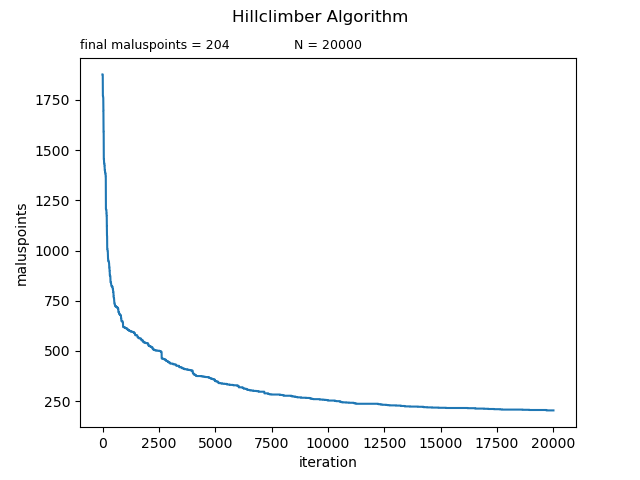 Hillclimber Algorithm
final maluspoints = 204 N = 20000
1750
1500
1250
1000
750
500
250
maluspoints
0 2500 5000 7500 10000 12500 15000 17500 20000
iteration